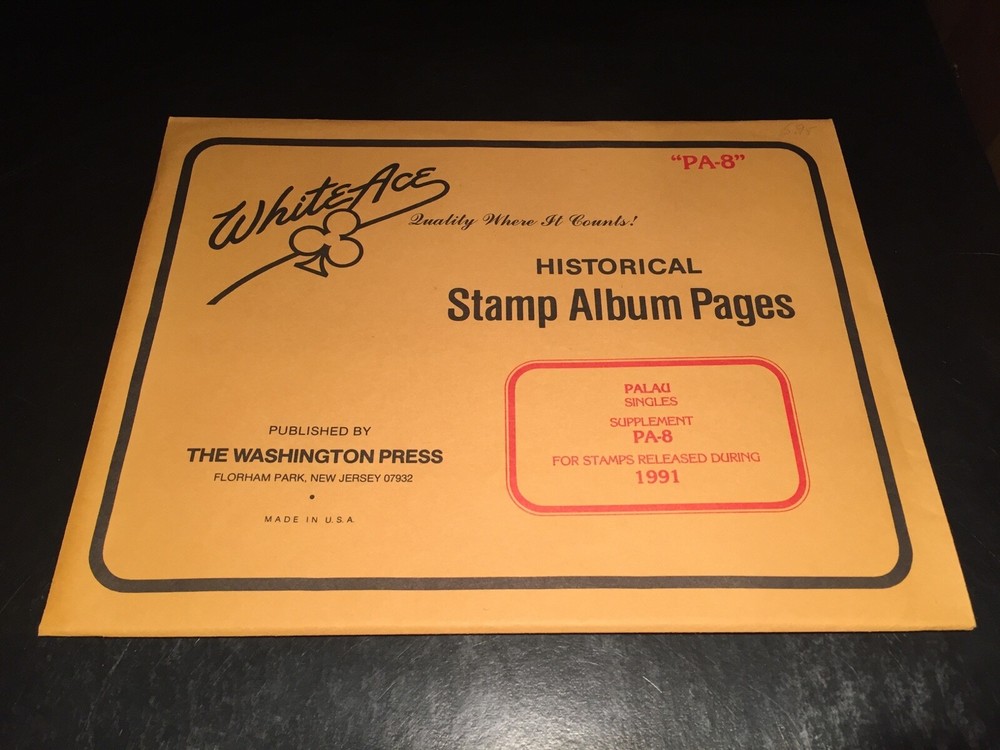 "PA-8"
White-Ace
Quality Where It Counts!
HISTORICAL
Stamp Album Pages
PALAU
SINGLES
SUPPLEMENT
PA-8
FOR STAMPS RELEASED DURING
1991
PUBLISHED BY
THE WASHINGTON PRESS
FLORHAM PARK, NEW JERSEY 07932
MADE IN U.S.A.